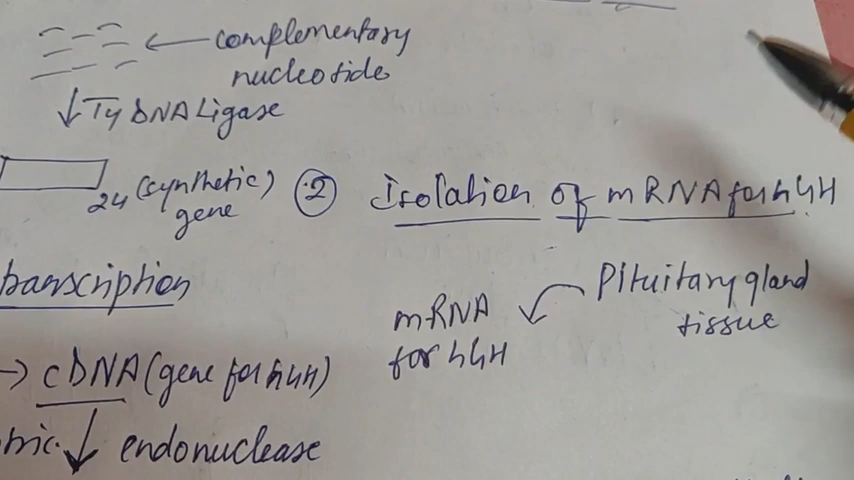 complementary
nucleotide
T4 DNA Ligase
24 (synthetic)
gene
② Isolation of mRNA for hGH
transcription
Pituitary gland
tissue
mRNA
for hGH
cDNA (gene for hGH)
endonuclease